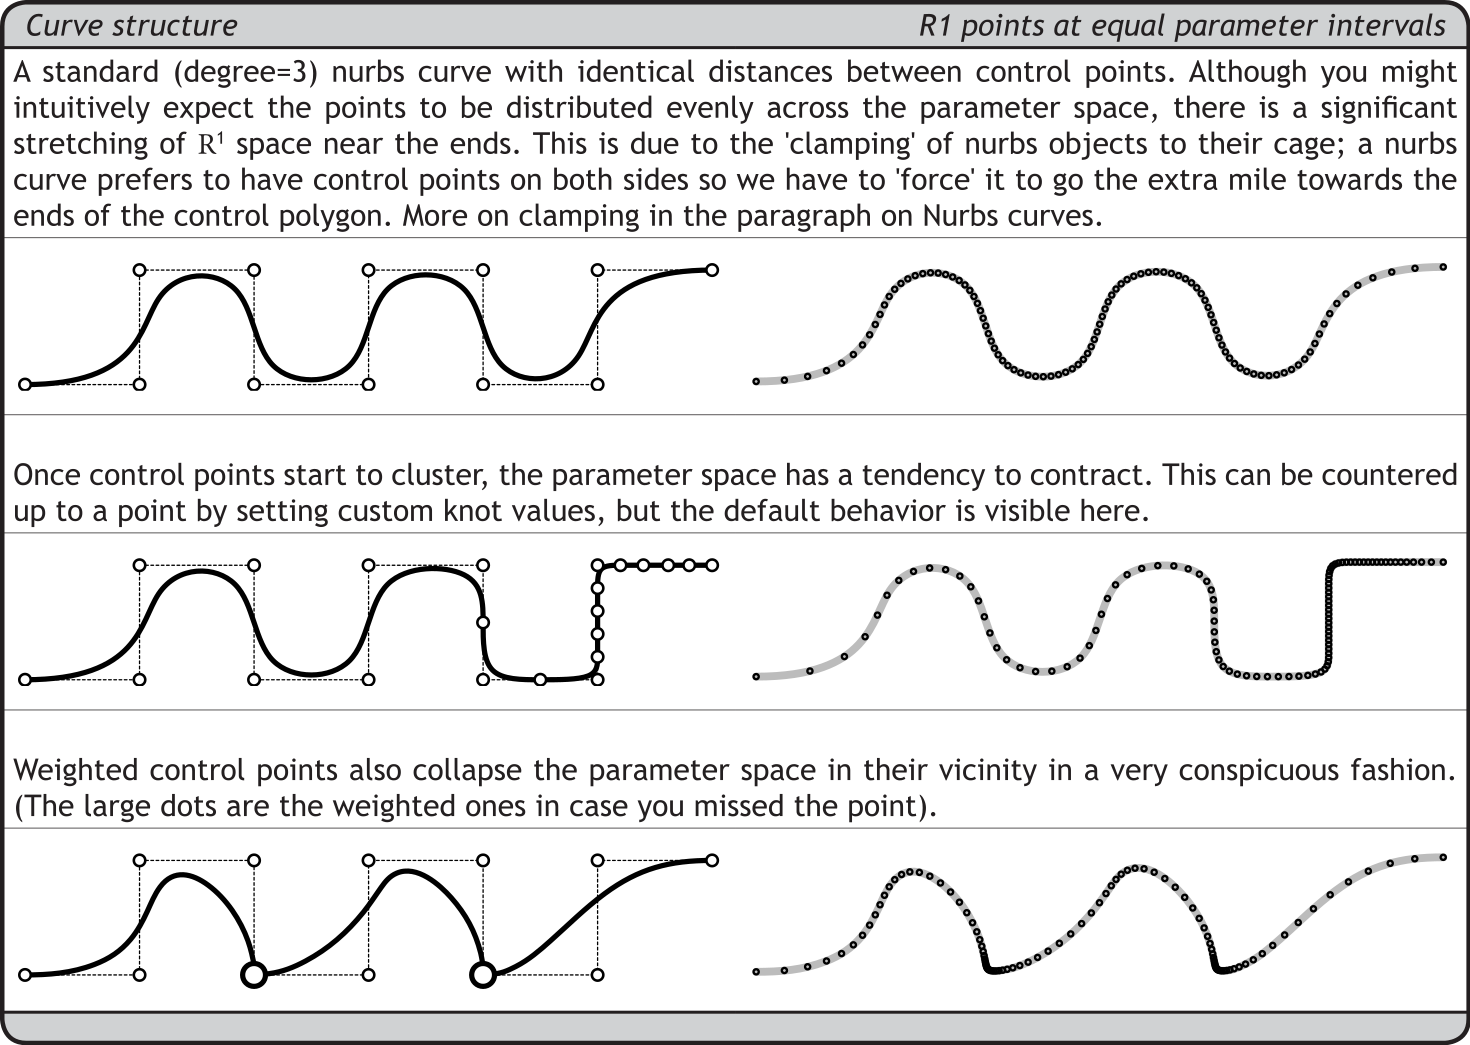 Curve structure
R1 points at equal parameter intervals
A standard (degree=3) nurbs curve with identical distances between control points. Although you might
intuitively expect the points to be distributed evenly across the parameter space, there is a significant
stretching of R¹ space near the ends. This is due to the 'clamping' of nurbs objects to their cage; a nurbs
curve prefers to have control points on both sides so we have to 'force' it to go the extra mile towards the
ends of the control polygon. More on clamping in the paragraph on Nurbs curves.
Once control points start to cluster, the parameter space has a tendency to contract. This can be countered
up to a point by setting custom knot values, but the default behavior is visible here.
Weighted control points also collapse the parameter space in their vicinity in a very conspicuous fashion.
(The large dots are the weighted ones in case you missed the point).